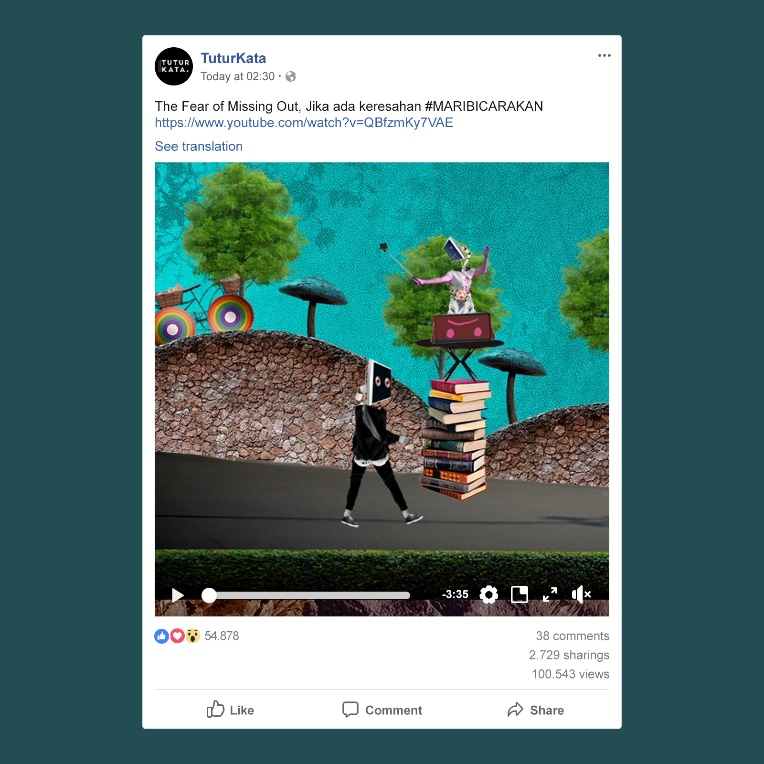 TUTUR
KATA.
TuturKata
Today at 02:30 ·
The Fear of Missing Out, Jika ada keresahan #MARIBICARAKAN
https://www.youtube.com/watch?v=QBfzmKy7VAE
See translation
-3:35
54.878
38 comments
2.729 sharings
100.543 views
Like
Comment
Share